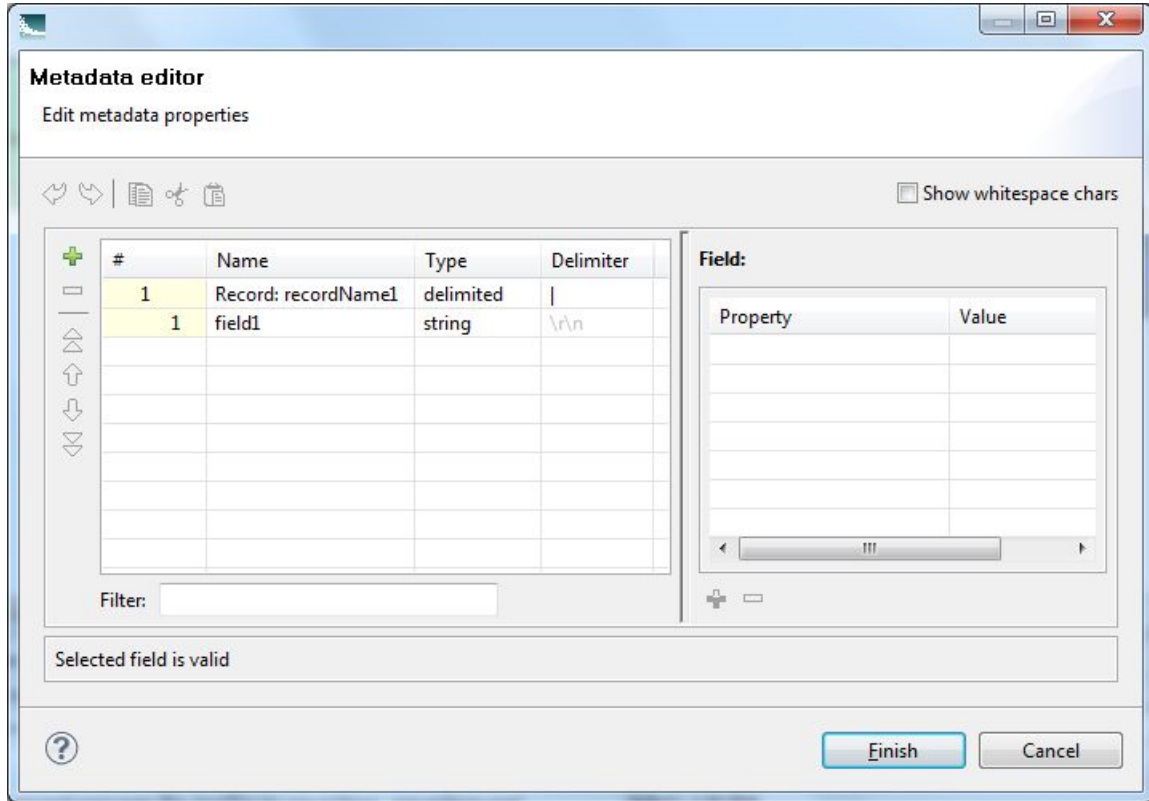 Metadata editor
Edit metadata properties
Show whitespace chars
# Name Type Delimiter
1 Record: recordName1 delimited |
1 field1 string \r\n
Filter:
Field:
Property Value
Selected field is valid
Finish Cancel